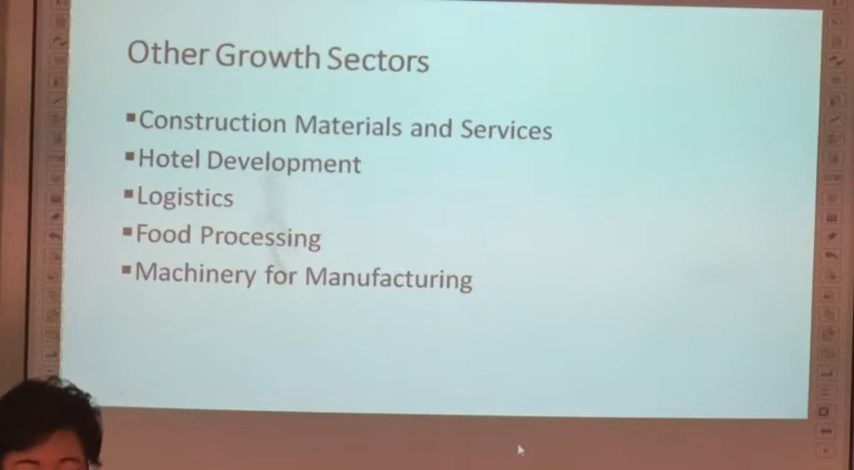 Other Growth Sectors
▪Construction Materials and Services
▪Hotel Development
▪Logistics
▪Food Processing
▪Machinery for Manufacturing